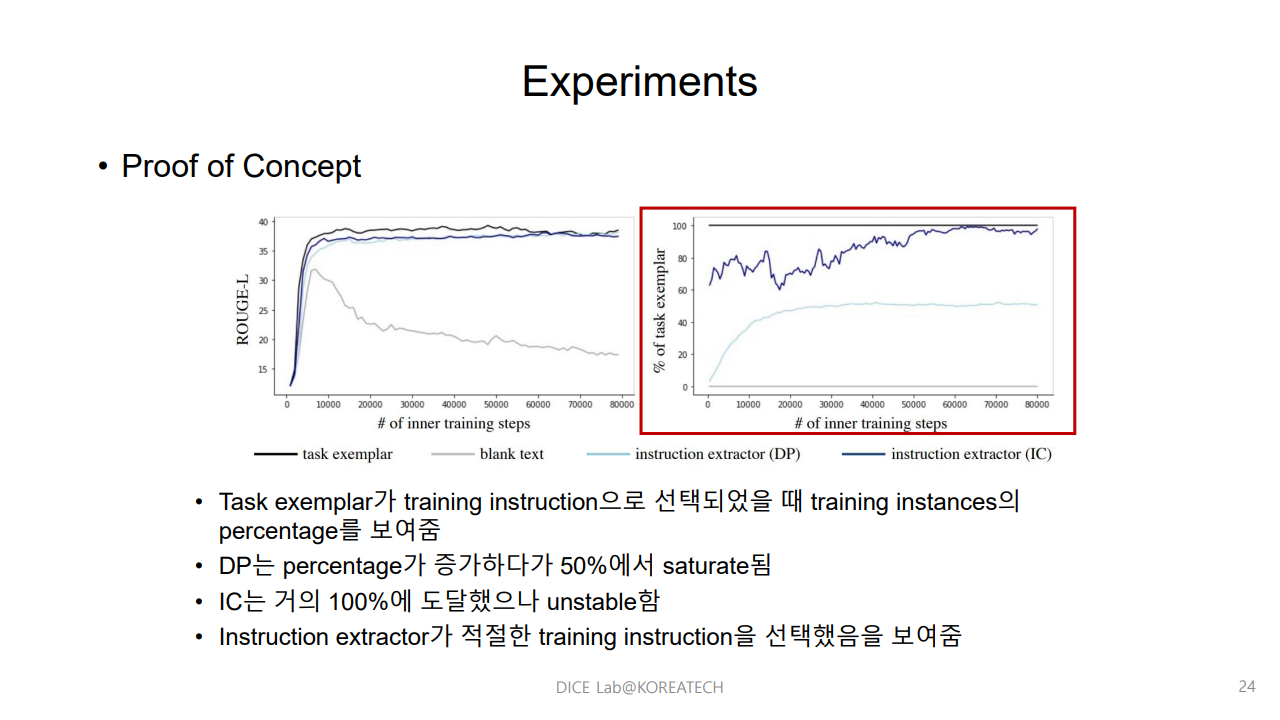 Experiments
• Proof of Concept
ROUGE-L
40
35
30
25
20
15
0 10000 20000 30000 40000 50000 60000 70000 80000
# of inner training steps
% of task exemplar
100
80
60
40
20
0
0 10000 20000 30000 40000 50000 60000 70000 80000
# of inner training steps
task exemplar blank text instruction extractor (DP) instruction extractor (IC)
• Task exemplar가 training instruction으로 선택되었을 때 training instances의
percentage를 보여줌
• DP는 percentage가 증가하다가 50%에서 saturate됨
• IC는 거의 100%에 도달했으나 unstable함
• Instruction extractor가 적절한 training instruction을 선택했음을 보여줌
DICE Lab@KOREATECH
24